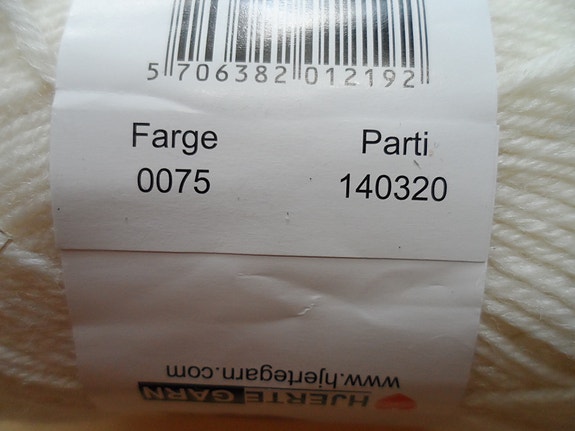 5 706382 012192
Farge Parti
0075 140320
www.hjertegarn.com
HJERTE GARN